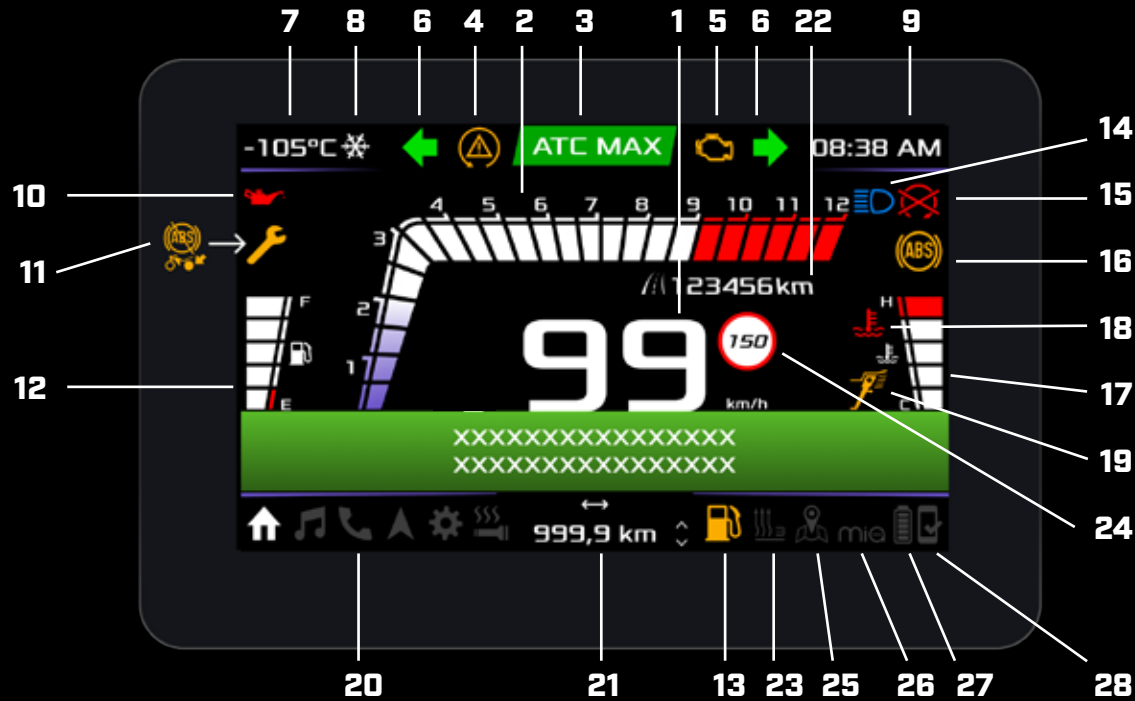 7 8 6 4 2 3 1 5 6 22 9
-105°C ATC MAX 08:38 AM
14
10
4 5 6 7 8 9 10 11 12
15
ABS
3
ABS
11
16
123456km
F
2
H
18
99
150
1
12
17
E
km/h
C
XXXXXXXXXXXXXXXX
19
XXXXXXXXXXXXXXXX
999,9 km
mia
24
20 21 13 23 25 26 27 28